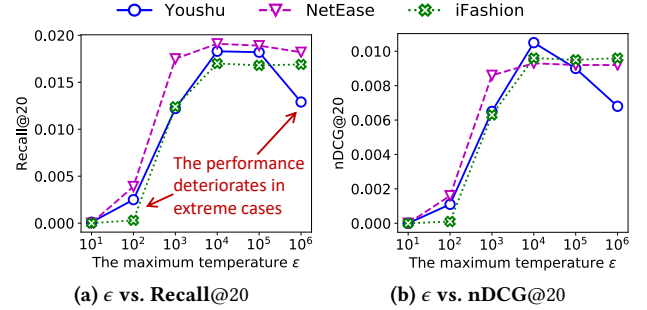 Youshu NetEase iFashion
0.020
0.015
0.010
0.005
0.000
Recall@20
The performance
deteriorates in
extreme cases
10¹ 10² 10³ 10⁴ 10⁵ 10⁶
The maximum temperature ε
(a) ϵ vs. Recall@20
0.010
0.008
0.006
0.004
0.002
0.000
nDCG@20
10¹ 10² 10³ 10⁴ 10⁵ 10⁶
The maximum temperature ε
(b) ϵ vs. nDCG@20